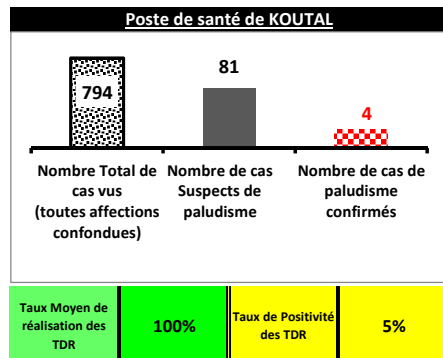 Poste de santé de KOUTAL
794
81
4
Nombre Total de
cas vus
(toutes affections
confondues)
Nombre de cas
Suspects de
paludisme
Nombre de cas de
paludisme
confirmés
Taux Moyen de
réalisation des
TDR
100%
Taux de Positivité
des TDR
5%